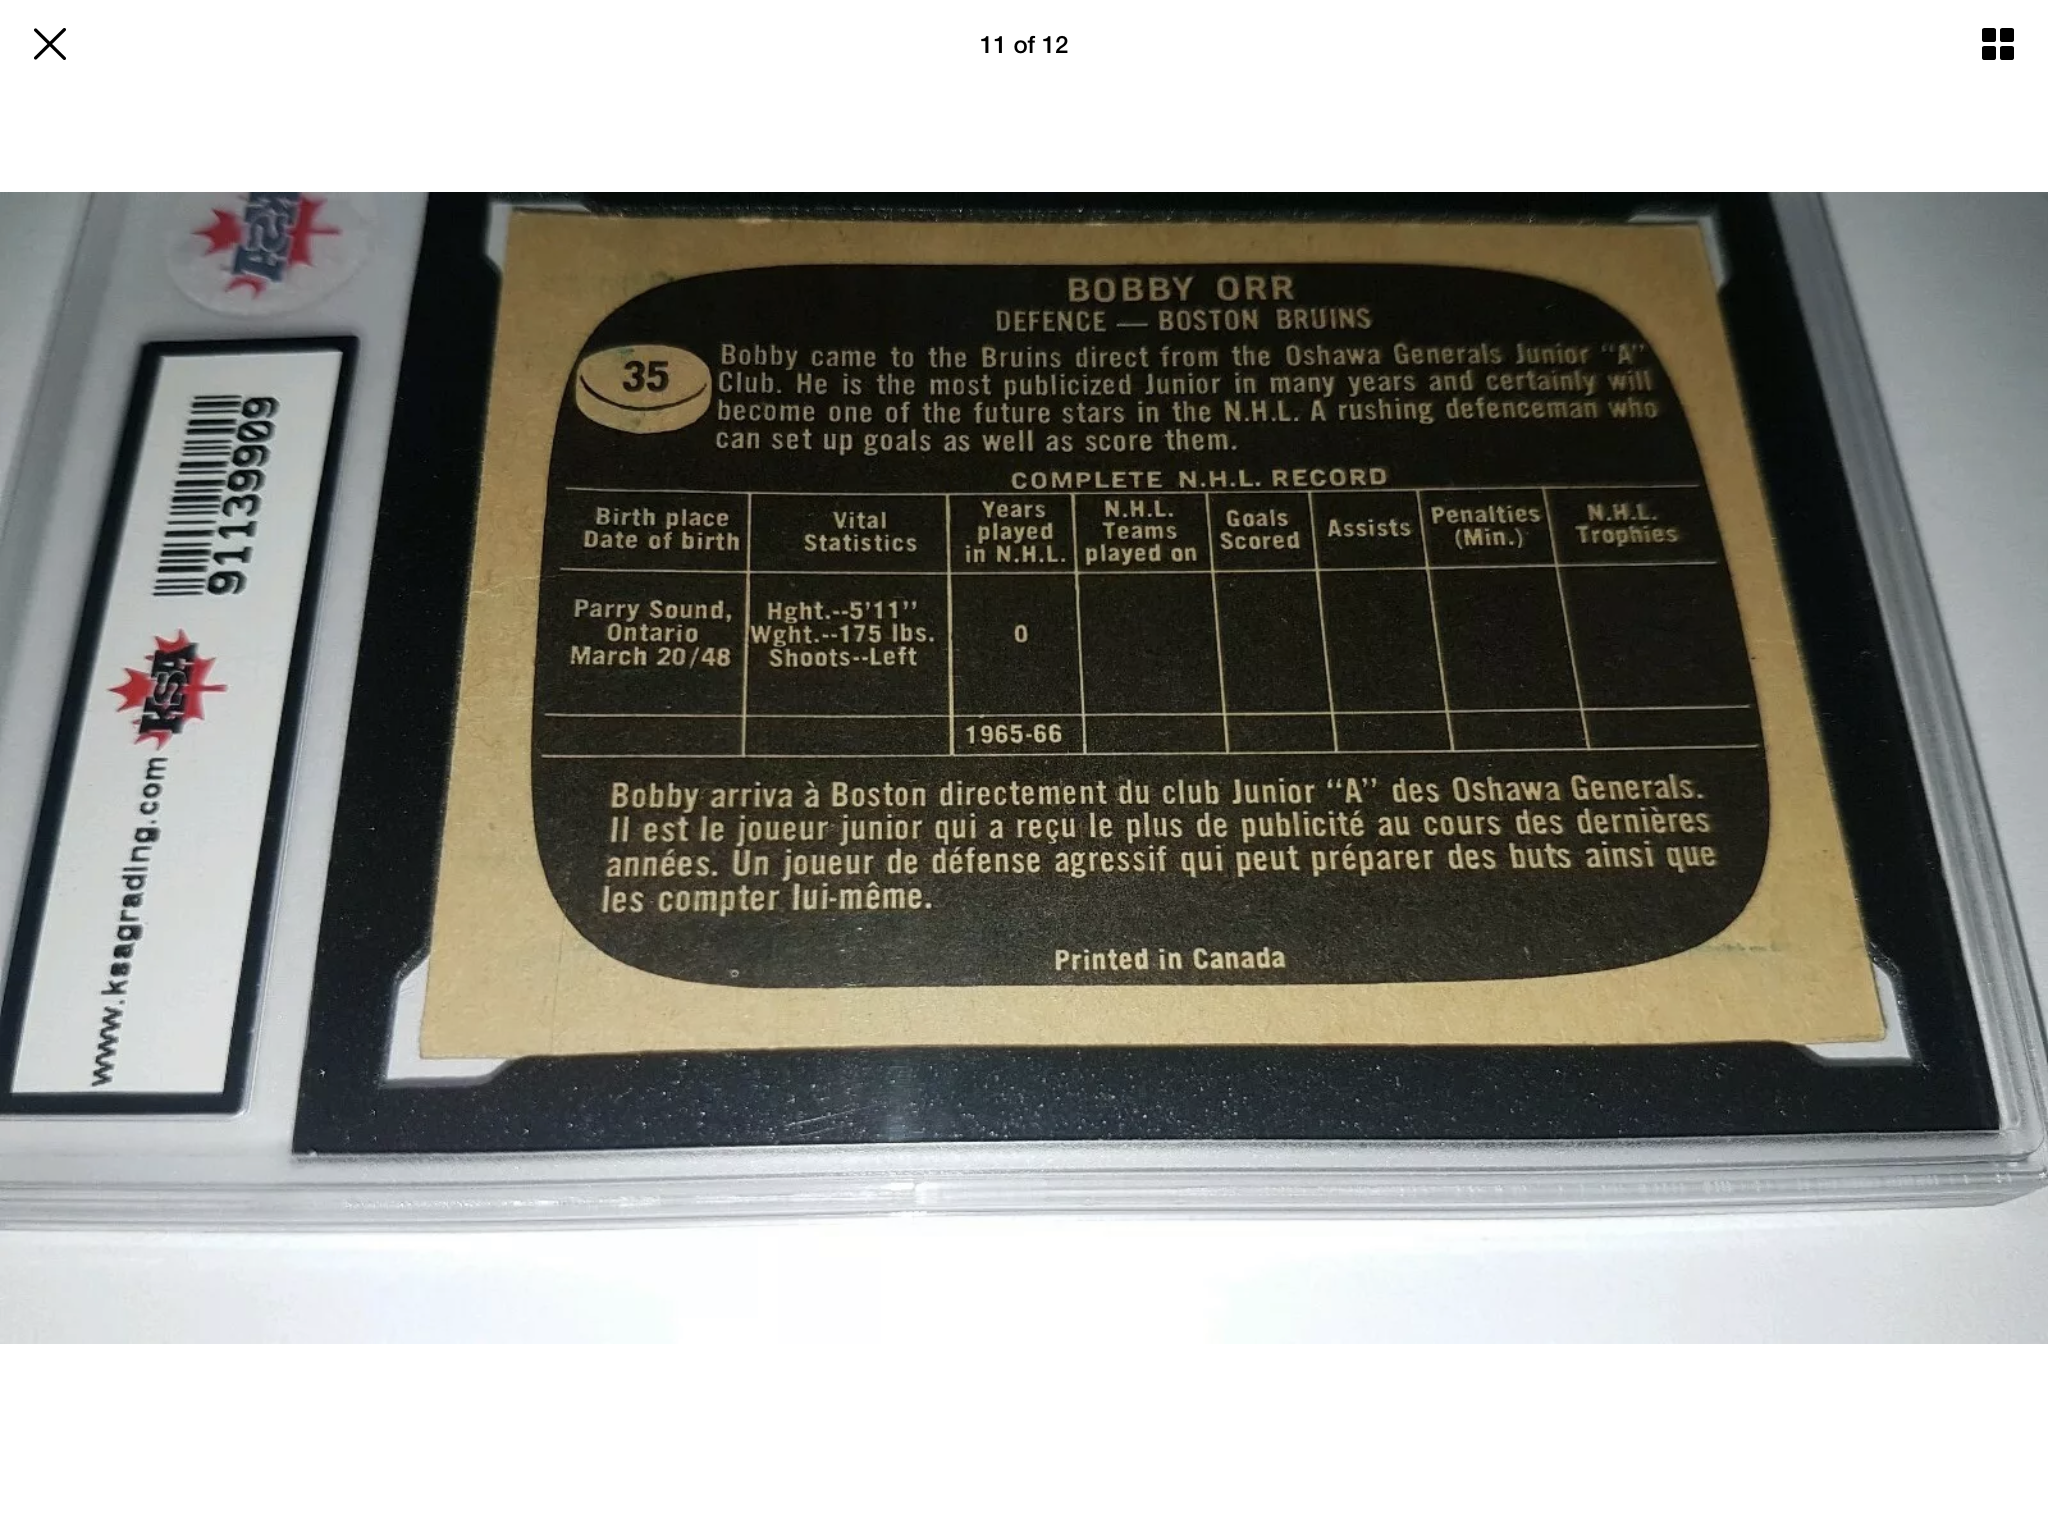 11 of 12
KSA
911139909
KSA
www.ksagrading.com
BOBBY ORR
DEFENCE — BOSTON BRUINS
35
Bobby came to the Bruins direct from the Oshawa Generals Junior “A”
Club. He is the most publicized Junior in many years and certainly will
become one of the future stars in the N.H.L. A rushing defenceman who
can set up goals as well as score them.
COMPLETE N.H.L. RECORD
Birth place
Date of birth
Vital
Statistics
Years
played
in N.H.L.
N.H.L.
Teams
played on
Goals
Scored
Assists
Penalties
(Min.)
N.H.L.
Trophies
Parry Sound,
Ontario
March 20/48
Hght.--5'11''
Wght.--175 lbs.
Shoots--Left
0
1965-66
Bobby arriva à Boston directement du club Junior “A” des Oshawa Generals.
Il est le joueur junior qui a reçu le plus de publicité au cours des dernières
années. Un joueur de défense agressif qui peut préparer des buts ainsi que
les compter lui-même.
Printed in Canada